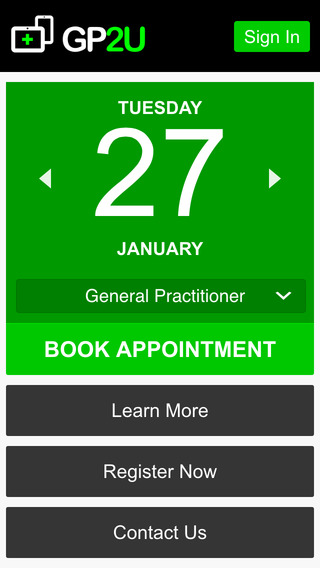 GP2U
Sign In
TUESDAY
27
JANUARY
General Practitioner
BOOK APPOINTMENT
Learn More
Register Now
Contact Us